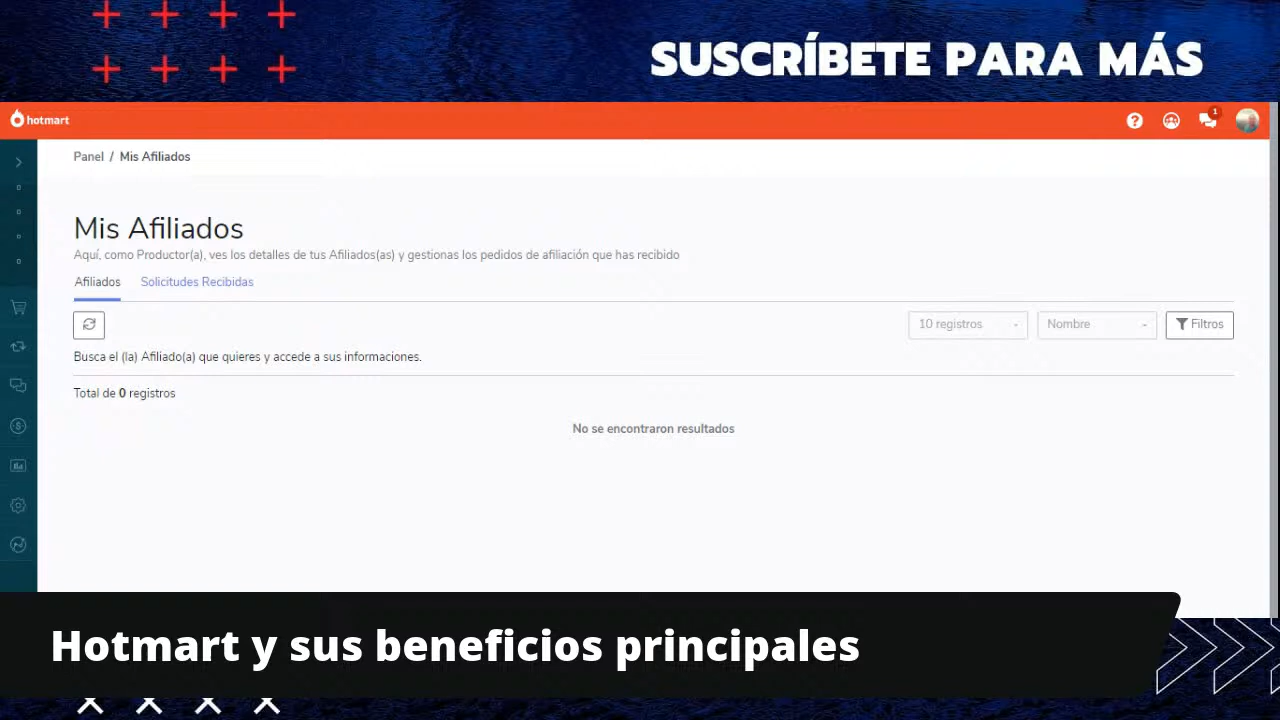 SUSCRÍBETE PARA MÁS
hotmart
1
Panel / Mis Afiliados
Mis Afiliados
Aquí, como Productor(a), ves los detalles de tus Afiliados(as) y gestionas los pedidos de afiliación que has recibido
Afiliados Solicitudes Recibidas
10 registros Nombre Filtros
Busca el (la) Afiliado(a) que quieres y accede a sus informaciones.
Total de 0 registros
No se encontraron resultados
Hotmart y sus beneficios principales